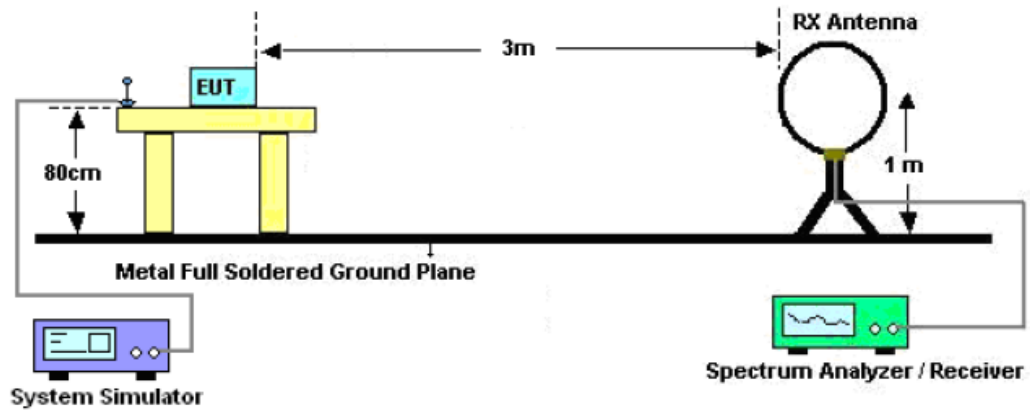 RX Antenna
3m
EUT
80cm
1 m
Metal Full Soldered Ground Plane
System Simulator
Spectrum Analyzer / Receiver